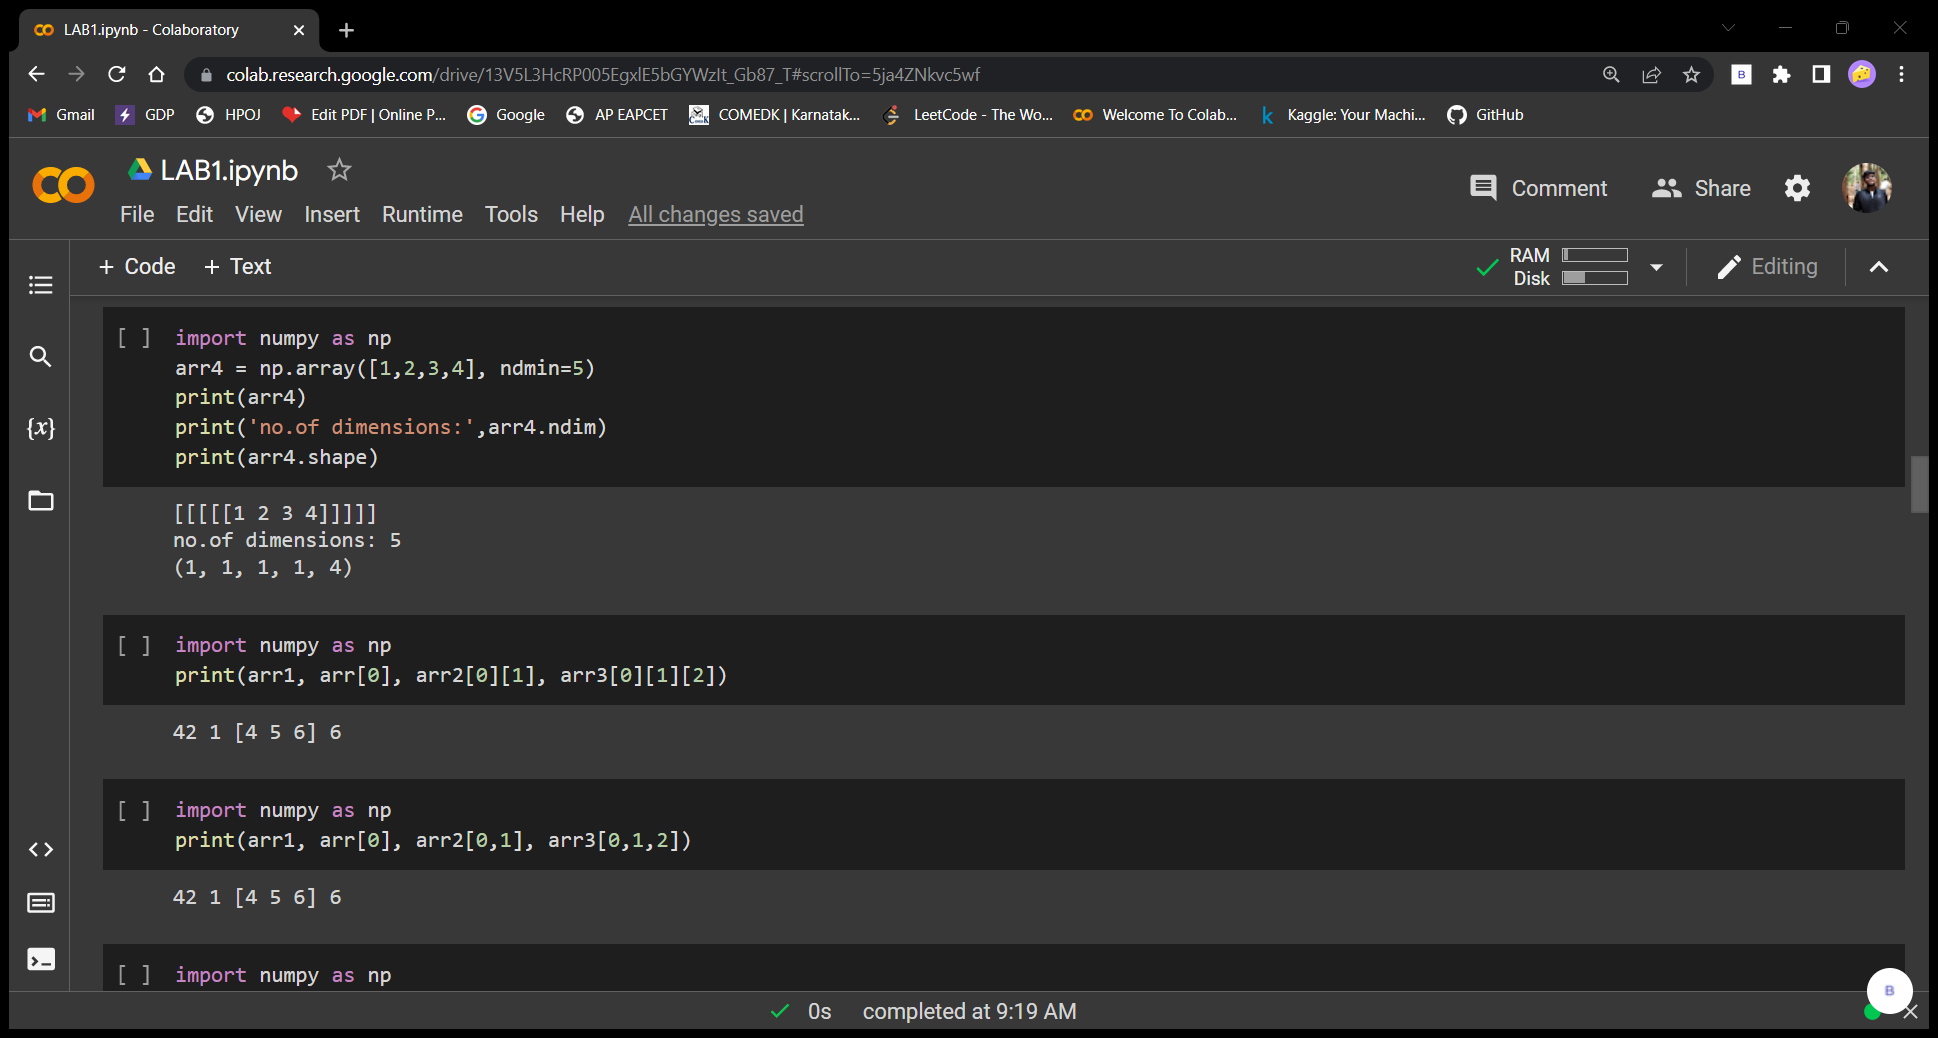 LAB1.ipynb - Colaboratory
colab.research.google.com/drive/13V5L3HcRP005EgxlE5bGYWzIt_Gb87_T#scrollTo=5ja4ZNkvc5wf
B
Gmail GDP HPOJ Edit PDF | Online P... Google AP EAPCET COMEDK | Karnatak... LeetCode - The Wo... Welcome To Colab... Kaggle: Your Machi... GitHub
LAB1.ipynb
Comment Share
File Edit View Insert Runtime Tools Help All changes saved
+ Code + Text
RAM
Disk
Editing
[ ] import numpy as np
arr4 = np.array([1,2,3,4], ndmin=5)
print(arr4)
print('no.of dimensions:',arr4.ndim)
print(arr4.shape)
[[[[[1 2 3 4]]]]]
no.of dimensions: 5
(1, 1, 1, 1, 4)
[ ] import numpy as np
print(arr1, arr[0], arr2[0][1], arr3[0][1][2])
42 1 [4 5 6] 6
[ ] import numpy as np
print(arr1, arr[0], arr2[0,1], arr3[0,1,2])
42 1 [4 5 6] 6
[ ] import numpy as np
0s completed at 9:19 AM
B